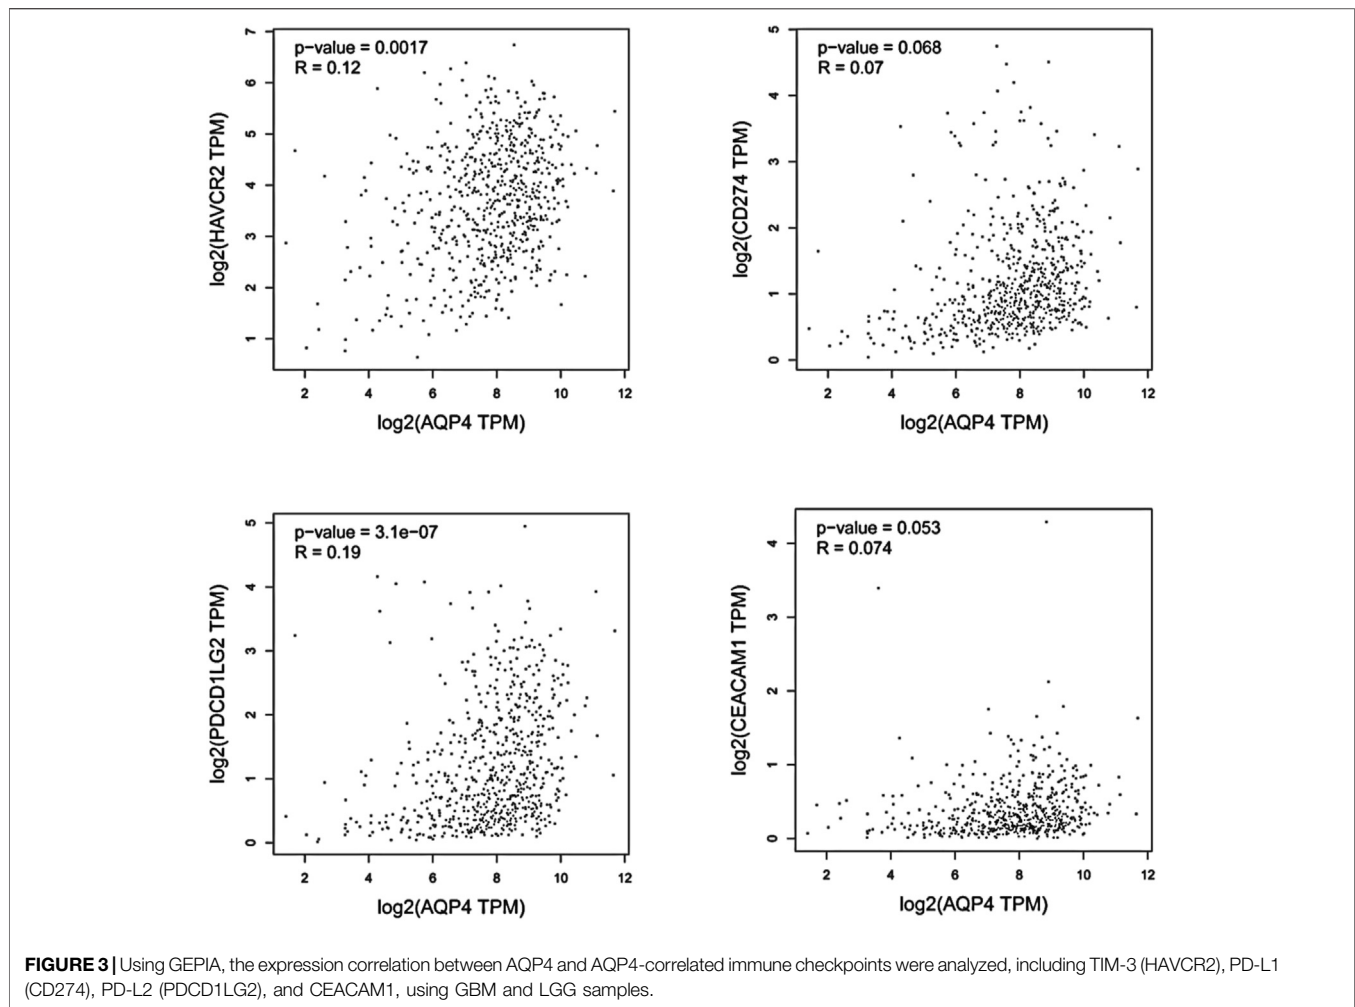 p-value = 0.0017
R = 0.12
7
6
5
4
3
2
1
log2(HAVCR2 TPM)
2 4 6 8 10 12
log2(AQP4 TPM)
p-value = 0.068
R = 0.07
5
4
3
2
1
0
log2(CD274 TPM)
2 4 6 8 10 12
log2(AQP4 TPM)
p-value = 3.1e-07
R = 0.19
5
4
3
2
1
0
log2(PDCD1LG2 TPM)
2 4 6 8 10 12
log2(AQP4 TPM)
p-value = 0.053
R = 0.074
4
3
2
1
0
log2(CEACAM1 TPM)
2 4 6 8 10 12
log2(AQP4 TPM)
FIGURE 3 | Using GEPIA, the expression correlation between AQP4 and AQP4-correlated immune checkpoints were analyzed, including TIM-3 (HAVCR2), PD-L1
(CD274), PD-L2 (PDCD1LG2), and CEACAM1, using GBM and LGG samples.